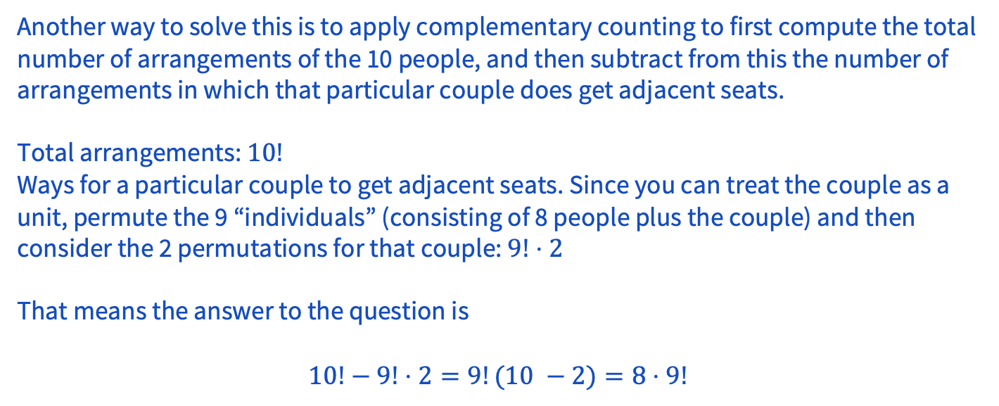 Another way to solve this is to apply complementary counting to first compute the total
number of arrangements of the 10 people, and then subtract from this the number of
arrangements in which that particular couple does get adjacent seats.
Total arrangements: 10!
Ways for a particular couple to get adjacent seats. Since you can treat the couple as a
unit, permute the 9 “individuals” (consisting of 8 people plus the couple) and then
consider the 2 permutations for that couple: 9! · 2
That means the answer to the question is
10! − 9! · 2 = 9! (10 − 2) = 8 · 9!